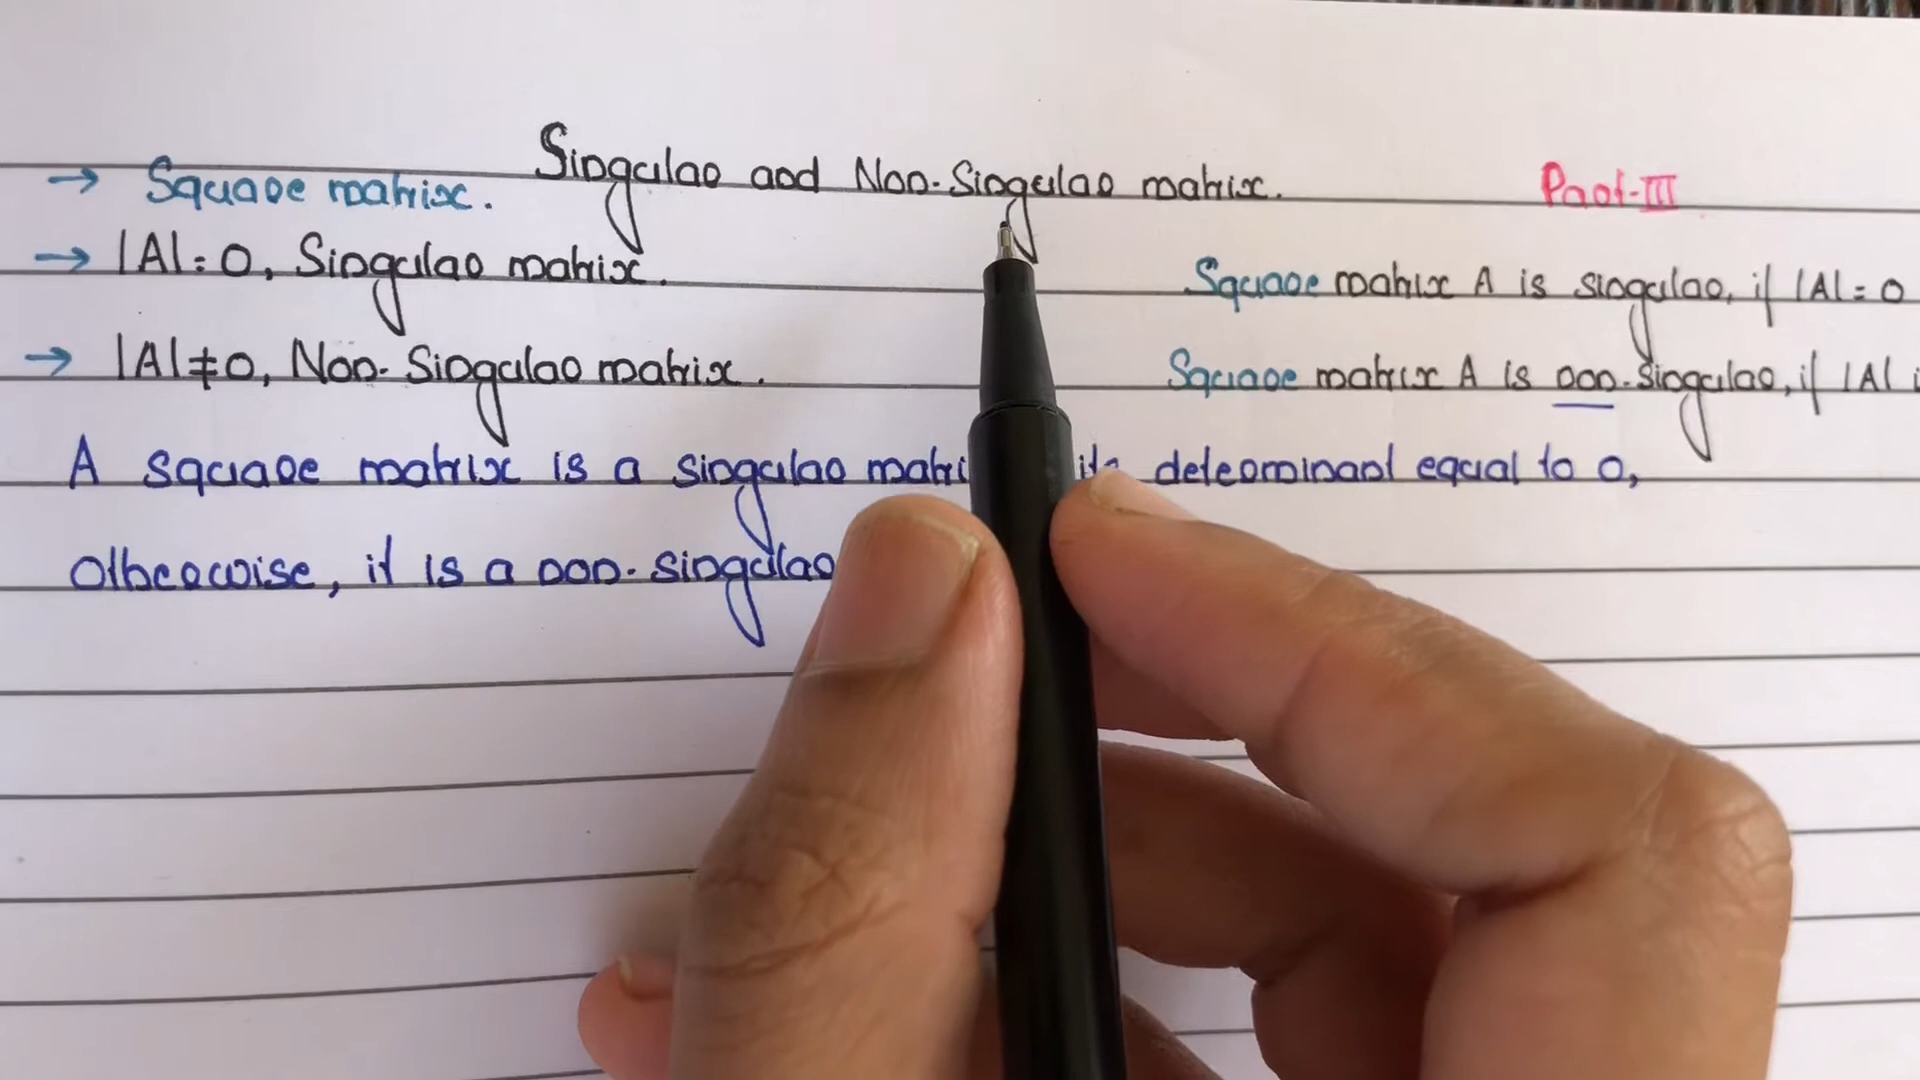 Singular and Non-Singular matrix.
Part-III
→ Square matrix.
→ |A| = 0, Singular matrix.
→ |A| ≠ 0, Non-Singular matrix.
Square matrix A is singular, if |A| = 0
Square matrix A is non-singular, if |A|
A square matrix is a singular matri its determinant equal to 0,
Otherwise, it is a non-singular